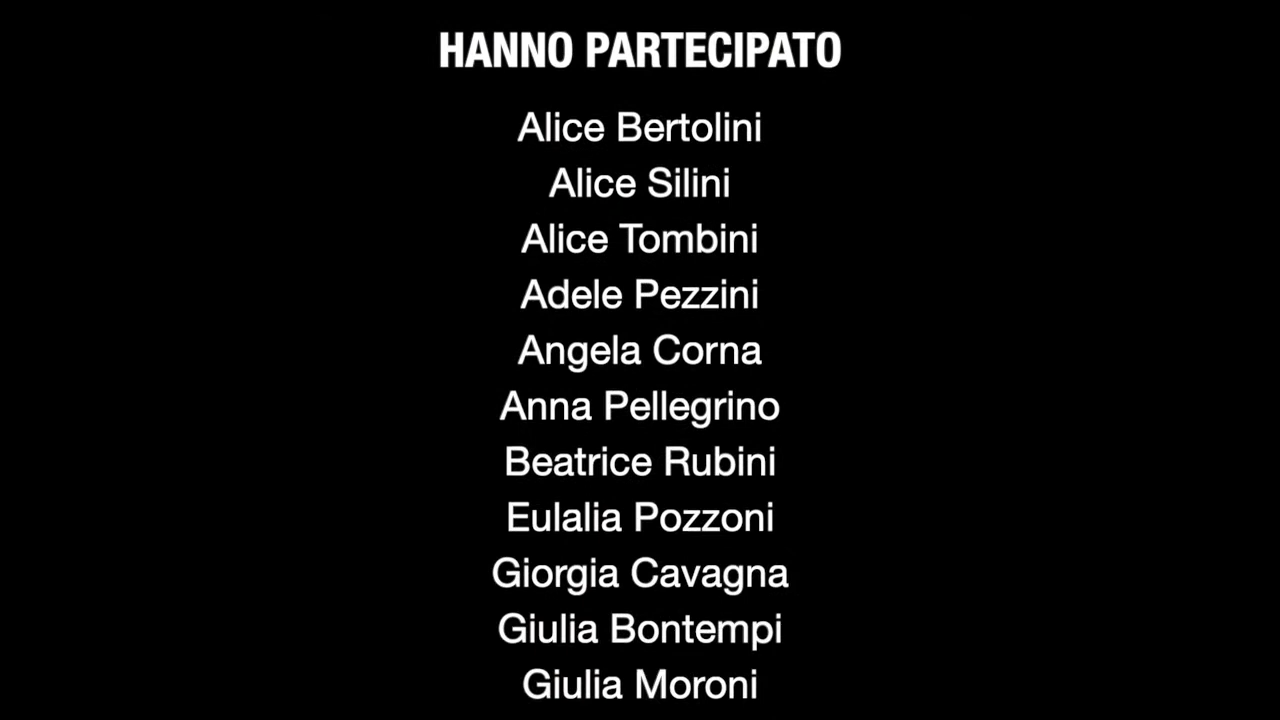 HANNO PARTECIPATO
Alice Bertolini
Alice Silini
Alice Tombini
Adele Pezzini
Angela Corna
Anna Pellegrino
Beatrice Rubini
Eulalia Pozzoni
Giorgia Cavagna
Giulia Bontempi
Giulia Moroni